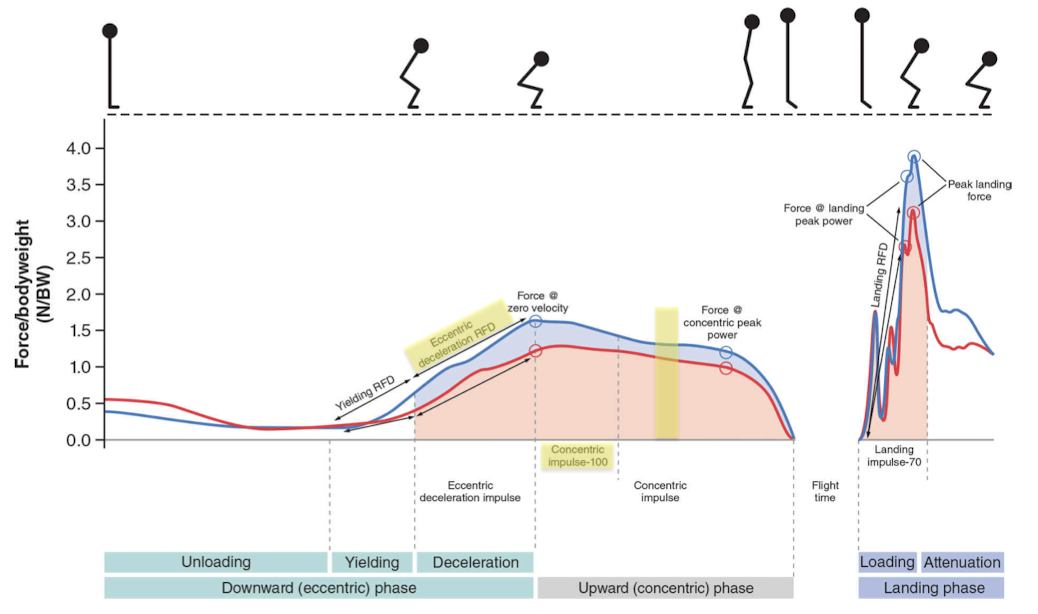 Force/bodyweight
(N/BW)
4.0
3.5
3.0
2.5
2.0
1.5
1.0
0.5
0.0
Yielding RFD
Eccentric
deceleration RFD
Force @
zero velocity
Force @
concentric peak
power
Force @ landing
peak power
Peak landing
force
Landing RFD
Concentric
impulse-100
Landing
impulse-70
Eccentric
deceleration impulse
Concentric
impulse
Flight
time
Unloading
Yielding
Deceleration
Loading
Attenuation
Downward (eccentric) phase
Upward (concentric) phase
Landing phase